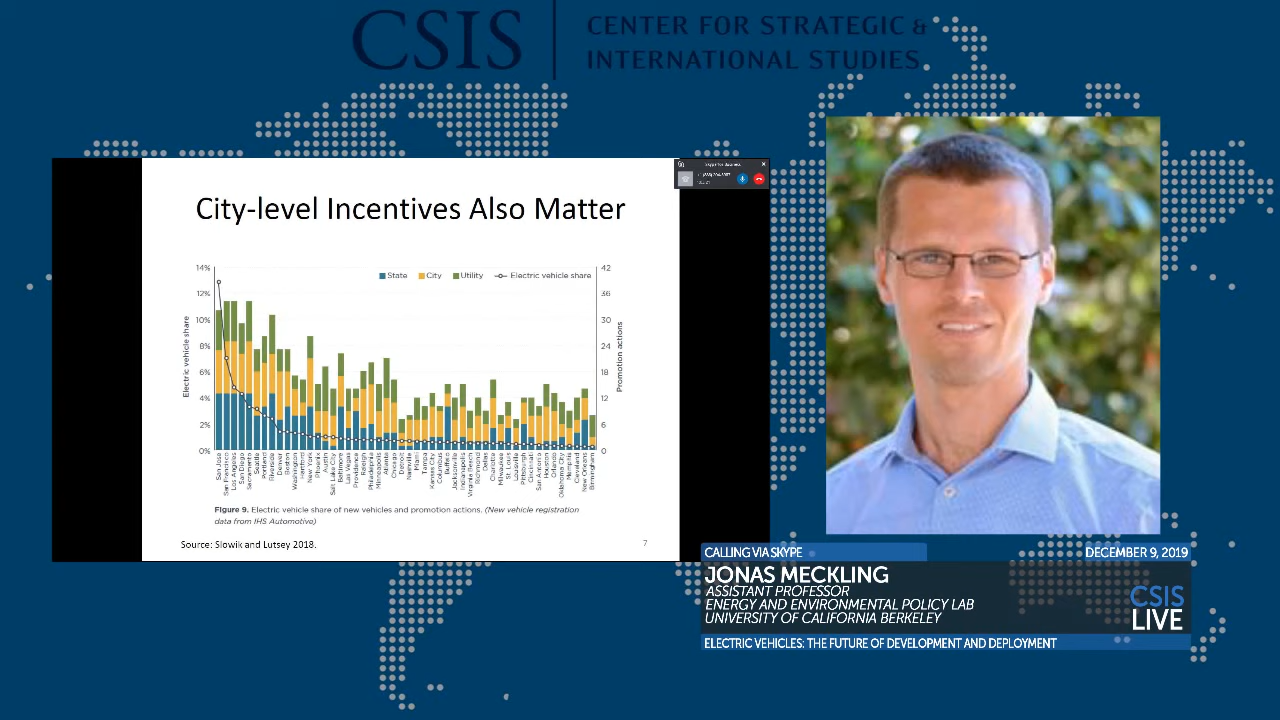 CSIS
CENTER FOR STRATEGIC &
INTERNATIONAL STUDIES
Skype for Business
City-level Incentives Also Matter
State City Utility Electric vehicle share
14%
12%
10%
8%
6%
4%
2%
0%
Electric vehicle share
42
36
30
24
18
12
6
0
Promotion actions
San Jose
San Francisco
Los Angeles
San Diego
Sacramento
Seattle
Portland
Riverside
Denver
Boston
Washington
Hartford
New York
Phoenix
Austin
Salt Lake City
Baltimore
Las Vegas
Providence
Raleigh
Philadelphia
Minneapolis
Atlanta
Chicago
Detroit
Nashville
Miami
Tampa
Kansas City
Columbus
Buffalo
Jacksonville
Indianapolis
Virginia Beach
Richmond
Dallas
Charlotte
Milwaukee
St. Louis
Louisville
Pittsburgh
Cincinnati
San Antonio
Houston
Orlando
Oklahoma City
Memphis
Cleveland
New Orleans
Birmingham
Figure 9. Electric vehicle share of new vehicles and promotion actions. (New vehicle registration
data from IHS Automotive)
Source: Slowik and Lutsey 2018.
7
CALLING VIA SKYPE
DECEMBER 9, 2019
JONAS MECKLING
ASSISTANT PROFESSOR
ENERGY AND ENVIRONMENTAL POLICY LAB
UNIVERSITY OF CALIFORNIA BERKELEY
CSIS
LIVE
ELECTRIC VEHICLES: THE FUTURE OF DEVELOPMENT AND DEPLOYMENT